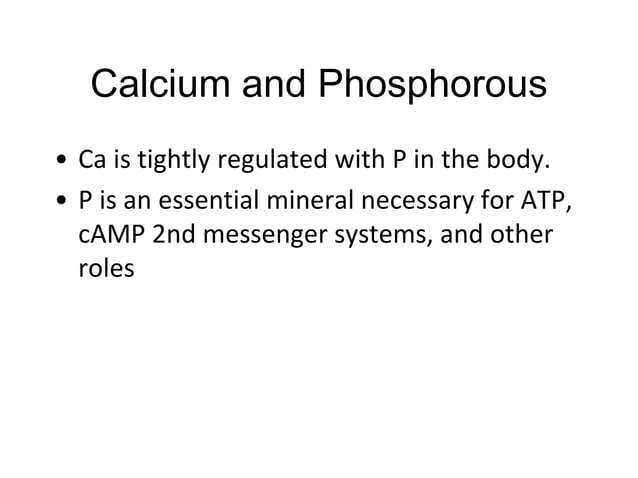 Calcium and Phosphorous
• Ca is tightly regulated with P in the body.
• P is an essential mineral necessary for ATP,
cAMP 2nd messenger systems, and other
roles